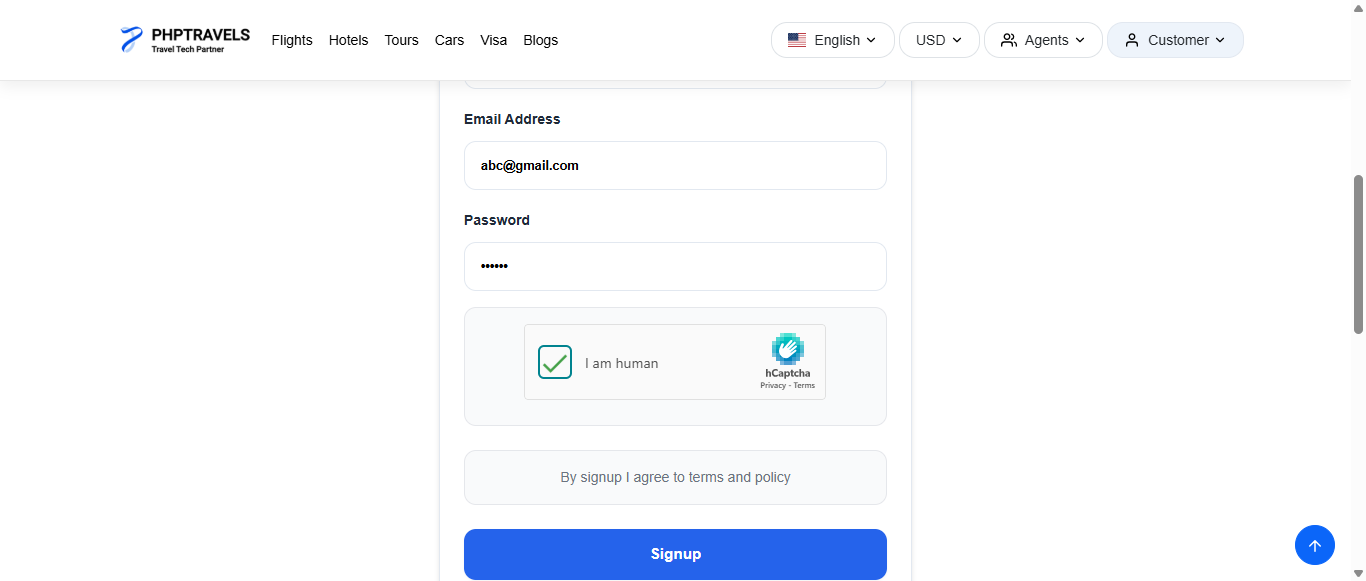 PHPTRAVELS
Travel Tech Partner
Flights Hotels Tours Cars Visa Blogs
English USD Agents Customer
Email Address
abc@gmail.com
Password
••••••
I am human
hCaptcha
Privacy - Terms
By signup I agree to terms and policy
Signup